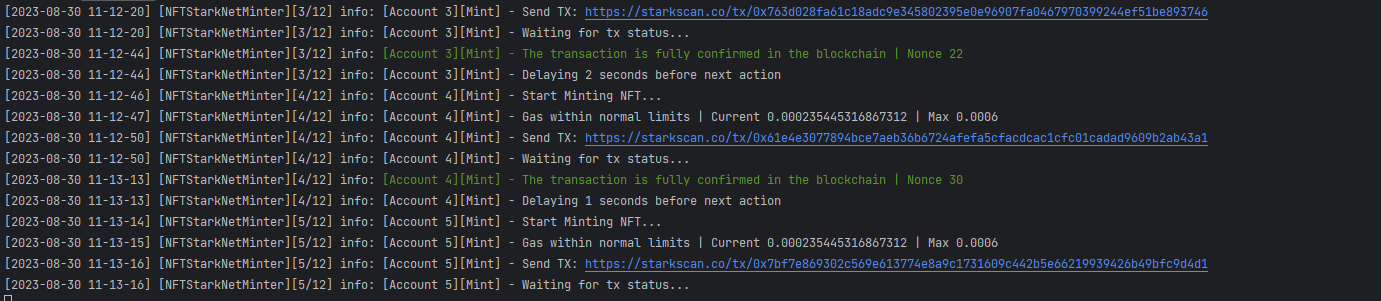 [2023-08-30 11-12-20] [NFTStarkNetMinter][3/12] info: [Account 3][Mint] - Send TX: https://starkscan.co/tx/0x763d028fa61c18adc9e345802395e0e96907fa0467970399244ef51be893746
[2023-08-30 11-12-20] [NFTStarkNetMinter][3/12] info: [Account 3][Mint] - Waiting for tx status...
[2023-08-30 11-12-44] [NFTStarkNetMinter][3/12] info: [Account 3][Mint] - The transaction is fully confirmed in the blockchain | Nonce 22
[2023-08-30 11-12-44] [NFTStarkNetMinter][3/12] info: [Account 3][Mint] - Delaying 2 seconds before next action
[2023-08-30 11-12-46] [NFTStarkNetMinter][4/12] info: [Account 4][Mint] - Start Minting NFT...
[2023-08-30 11-12-47] [NFTStarkNetMinter][4/12] info: [Account 4][Mint] - Gas within normal limits | Current 0.000235445316867312 | Max 0.0006
[2023-08-30 11-12-50] [NFTStarkNetMinter][4/12] info: [Account 4][Mint] - Send TX: https://starkscan.co/tx/0x61e4e3077894bce7aeb36b6724afefa5cfacdcac1cfc01cadad9609b2ab43a1
[2023-08-30 11-12-50] [NFTStarkNetMinter][4/12] info: [Account 4][Mint] - Waiting for tx status...
[2023-08-30 11-13-13] [NFTStarkNetMinter][4/12] info: [Account 4][Mint] - The transaction is fully confirmed in the blockchain | Nonce 30
[2023-08-30 11-13-13] [NFTStarkNetMinter][4/12] info: [Account 4][Mint] - Delaying 1 seconds before next action
[2023-08-30 11-13-14] [NFTStarkNetMinter][5/12] info: [Account 5][Mint] - Start Minting NFT...
[2023-08-30 11-13-15] [NFTStarkNetMinter][5/12] info: [Account 5][Mint] - Gas within normal limits | Current 0.000235445316867312 | Max 0.0006
[2023-08-30 11-13-16] [NFTStarkNetMinter][5/12] info: [Account 5][Mint] - Send TX: https://starkscan.co/tx/0x7bf7e869302c569e613774e8a9c1731609c442b5e66219939426b49bfc9d4d1
[2023-08-30 11-13-16] [NFTStarkNetMinter][5/12] info: [Account 5][Mint] - Waiting for tx status...